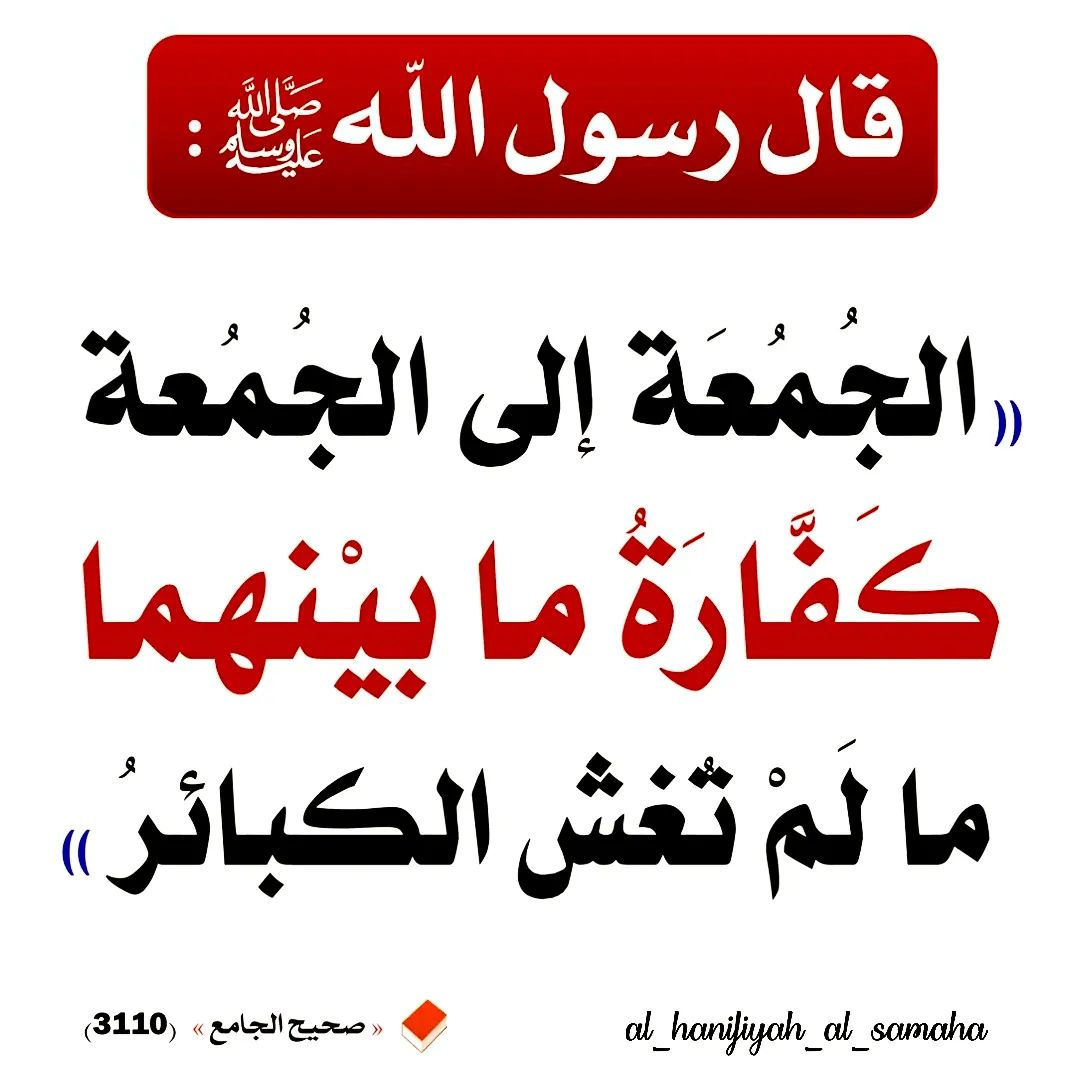 قال رسول الله صلى الله عليه وسلم :
(( الجُمُعَة إلى الجُمُعة
كَفَّارَةُ ما بيْنهما
ما لَمْ تُغش الكبائرُ ))
« صحيح الجامع » (3110)
al_hanifiyah_al_samaha